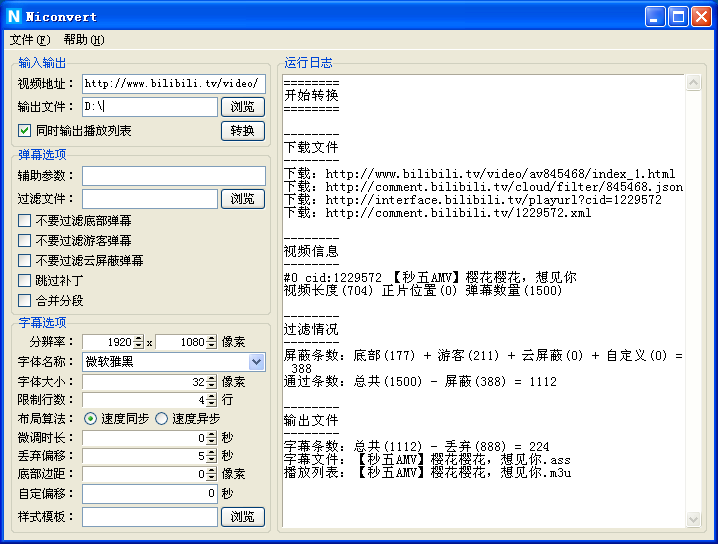 Niconvert
文件(F) 帮助(H)
输入输出
视频地址： http://www.bilibili.tv/video/
输出文件： D:\ 浏览
同时输出播放列表 转换
弹幕选项
辅助参数：
过滤文件： 浏览
不要过滤底部弹幕
不要过滤游客弹幕
不要过滤云屏蔽弹幕
跳过补丁
合并分段
字幕选项
分辨率： 1920 x 1080 像素
字体名称： 微软雅黑
字体大小： 32 像素
限制行数： 4 行
布局算法： 速度同步 速度异步
微调时长： 0 秒
丢弃偏移： 5 秒
底部边距： 0 像素
自定偏移： 0 秒
样式模板： 浏览
运行日志
========
开始转换
========
--------
下载文件
--------
下载: http://www.bilibili.tv/video/av845468/index_1.html
下载: http://comment.bilibili.tv/cloud/filter/845468.json
下载: http://interface.bilibili.tv/playurl?cid=1229572
下载: http://comment.bilibili.tv/1229572.xml
--------
视频信息
--------
#0 cid:1229572 【秒五AMV】樱花樱花，想见你
视频长度(704) 正片位置(0) 弹幕数量(1500)
--------
过滤情况
--------
屏蔽条数: 底部(177) + 游客(211) + 云屏蔽(0) + 自定义(0) =
388
通过条数: 总共(1500) - 屏蔽(388) = 1112
--------
输出文件
--------
字幕条数: 总共(1112) - 丢弃(888) = 224
字幕文件: 【秒五AMV】樱花樱花，想见你.ass
播放列表: 【秒五AMV】樱花樱花，想见你.m3u